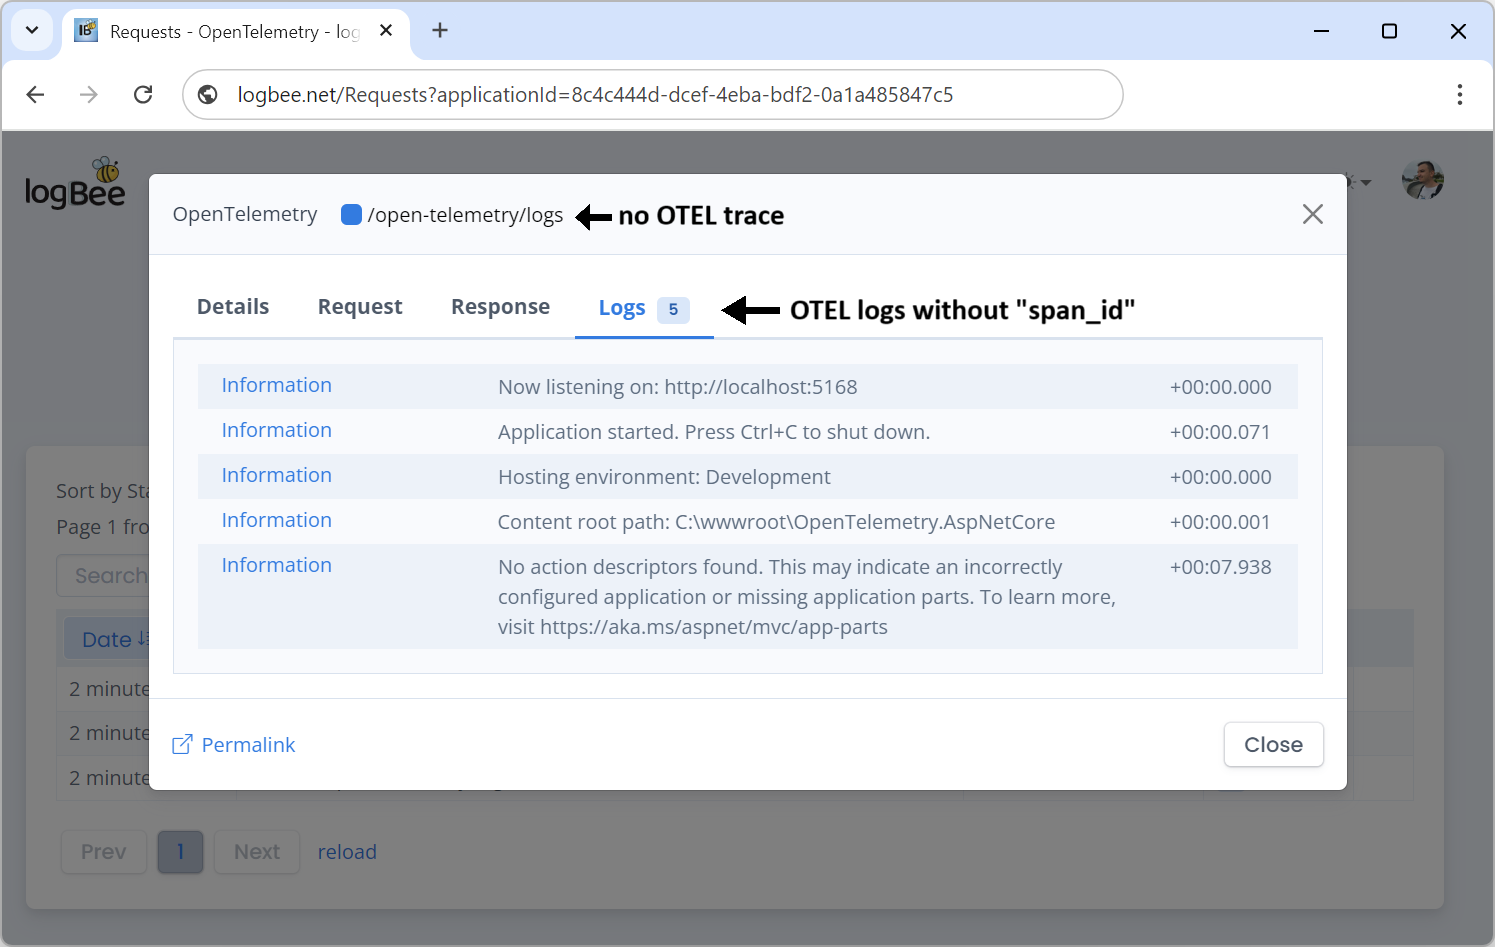 Requests - OpenTelemetry - log
logbee.net/Requests?applicationId=8c4c444d-dcef-4eba-bdf2-0a1a485847c5
logBee
OpenTelemetry /open-telemetry/logs no OTEL trace
Details Request Response Logs 5 OTEL logs without "span_id"
Information Now listening on: http://localhost:5168 +00:00.000
Information Application started. Press Ctrl+C to shut down. +00:00.071
Information Hosting environment: Development +00:00.000
Information Content root path: C:\wwwroot\OpenTelemetry.AspNetCore +00:00.001
Information No action descriptors found. This may indicate an incorrectly +00:07.938
configured application or missing application parts. To learn more,
visit https://aka.ms/aspnet/mvc/app-parts
Permalink Close
Sort by Sta
Page 1 fro
Search
Date
2 minute
2 minute
2 minute
Prev 1 Next reload